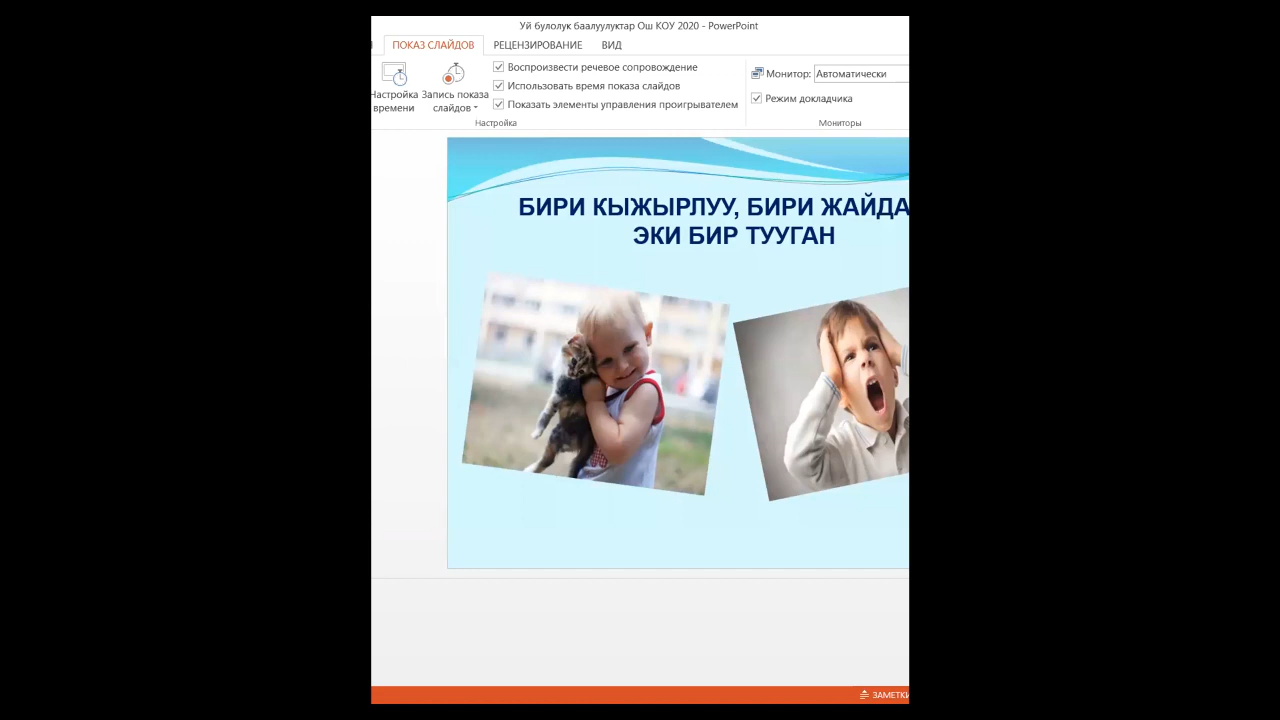 Уй булолук баалуулуктар Ош КОУ 2020 - PowerPoint
ПОКАЗ СЛАЙДОВ РЕЦЕНЗИРОВАНИЕ ВИД
Настройка времени
Запись показа слайдов
Воспроизвести речевое сопровождение
Использовать время показа слайдов
Показать элементы управления проигрывателем
Настройка
Монитор: Автоматически
Режим докладчика
Мониторы
БИРИ КЫЖЫРЛУУ, БИРИ ЖАЙДА
ЭКИ БИР ТУУГАН
ЗАМЕТКИ